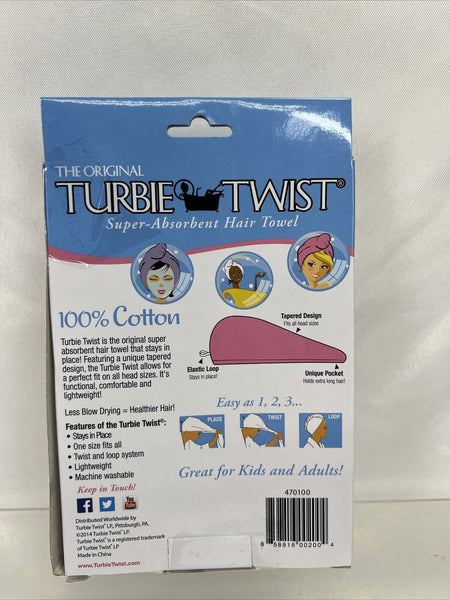 THE ORIGINAL
TURBIE TWIST®
Super-Absorbent Hair Towel
100% Cotton
Turbie Twist is the original super
absorbent hair towel that stays in
place! Featuring a unique tapered
design, the Turbie Twist allows for
a perfect fit on all head sizes. It's
functional, comfortable and
lightweight!
Less Blow Drying = Healthier Hair!
Features of the Turbie Twist®:
• Stays in Place
• One size fits all
• Twist and loop system
• Lightweight
• Machine washable
Keep in Touch!
f
You
Tube
Distributed Worldwide by
Turbie Twist® LP, Pittsburgh, PA.
©2014 Turbie Twist® LP.
Turbie Twist® is a registered trademark
of Turbie Twist® LP
Made in China
www.TurbieTwist.com
Tapered Design
Fits all head sizes
Elastic Loop
Stays in place!
Unique Pocket
Holds extra long hair!
Easy as 1, 2, 3...
PLACE
TWIST
LOOP
Great for Kids and Adults!
470100
8 58616 00200 4